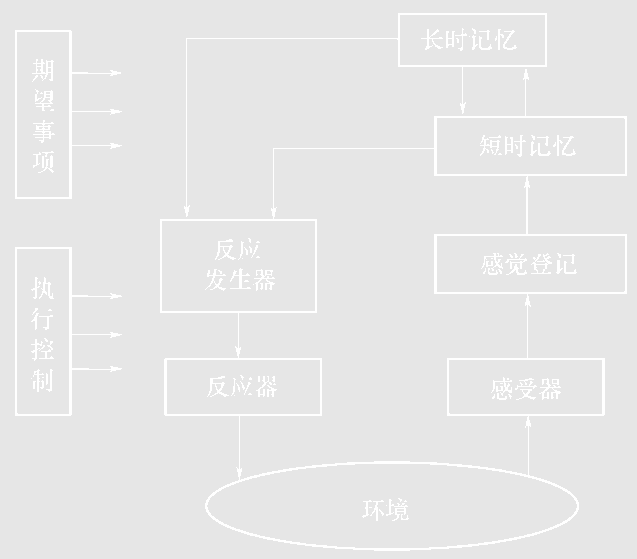 长时记忆
期望事项
短时记忆
反应
发生器
感觉登记
执行控制
反应器
感受器
环境